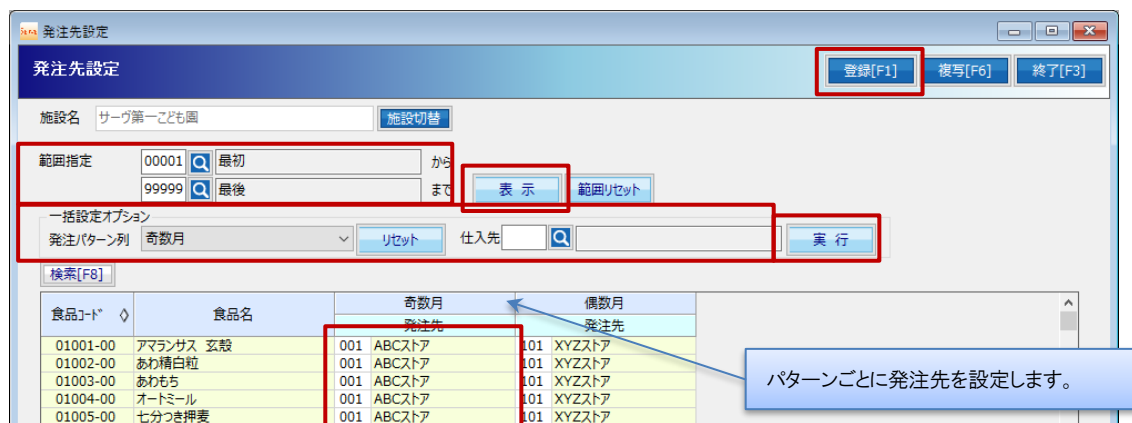 発注先設定
発注先設定
登録[F1] 複写[F6] 終了[F3]
施設名 サーヴ第一こども園 施設切替
範囲指定 00001 最初 から
99999 最後 まで 表 示 範囲リセット
一括設定オプション
発注パターン列 奇数月 リセット 仕入先 実 行
検索[F8]
食品コード 食品名 奇数月 偶数月
発注先 発注先
01001-00 アマランサス 玄穀 001 ABCストア 101 XYZストア
01002-00 あわ精白粒 001 ABCストア 101 XYZストア
01003-00 あわもち 001 ABCストア 101 XYZストア
01004-00 オートミール 001 ABCストア 101 XYZストア
01005-00 七分つき押麦 001 ABCストア 101 XYZストア
パターンごとに発注先を設定します。